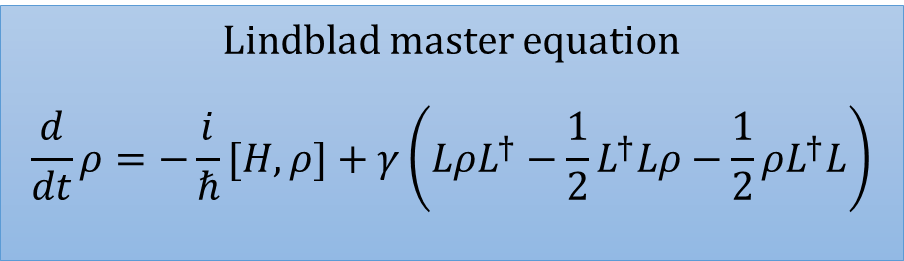 Lindblad master equation
d/dt ρ = −i/ħ [H, ρ] + γ (LρL† − 1/2 L†Lρ − 1/2 ρL†L)